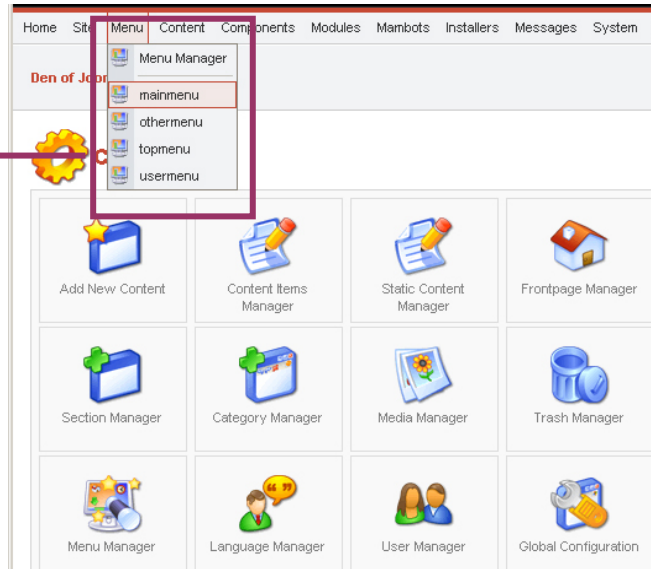 Home Site Menu Content Components Modules Mambots Installers Messages System
Menu Manager
Den of
mainmenu
othermenu
topmenu
usermenu
Add New Content
Content Items
Manager
Static Content
Manager
Frontpage Manager
Section Manager
Category Manager
Media Manager
Trash Manager
Menu Manager
Language Manager
User Manager
Global Configuration